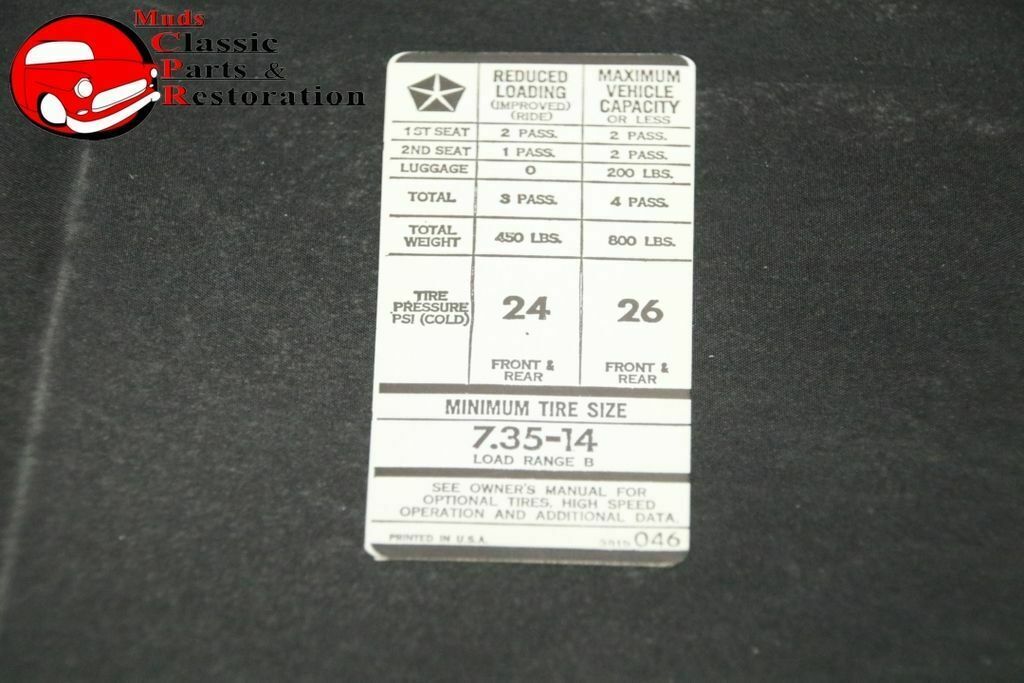 Muds
Classic
Parts &
Restoration
REDUCED LOADING (IMPROVED) (RIDE)
MAXIMUM VEHICLE CAPACITY OR LESS
1ST SEAT 2 PASS. 2 PASS.
2ND SEAT 1 PASS. 2 PASS.
LUGGAGE 0 200 LBS.
TOTAL 3 PASS. 4 PASS.
TOTAL WEIGHT 450 LBS. 800 LBS.
TIRE PRESSURE PSI (COLD) 24 26
FRONT & REAR FRONT & REAR
MINIMUM TIRE SIZE
7.35-14
LOAD RANGE B
SEE OWNER'S MANUAL FOR
OPTIONAL TIRES, HIGH SPEED
OPERATION AND ADDITIONAL DATA.
PRINTED IN U.S.A. 046